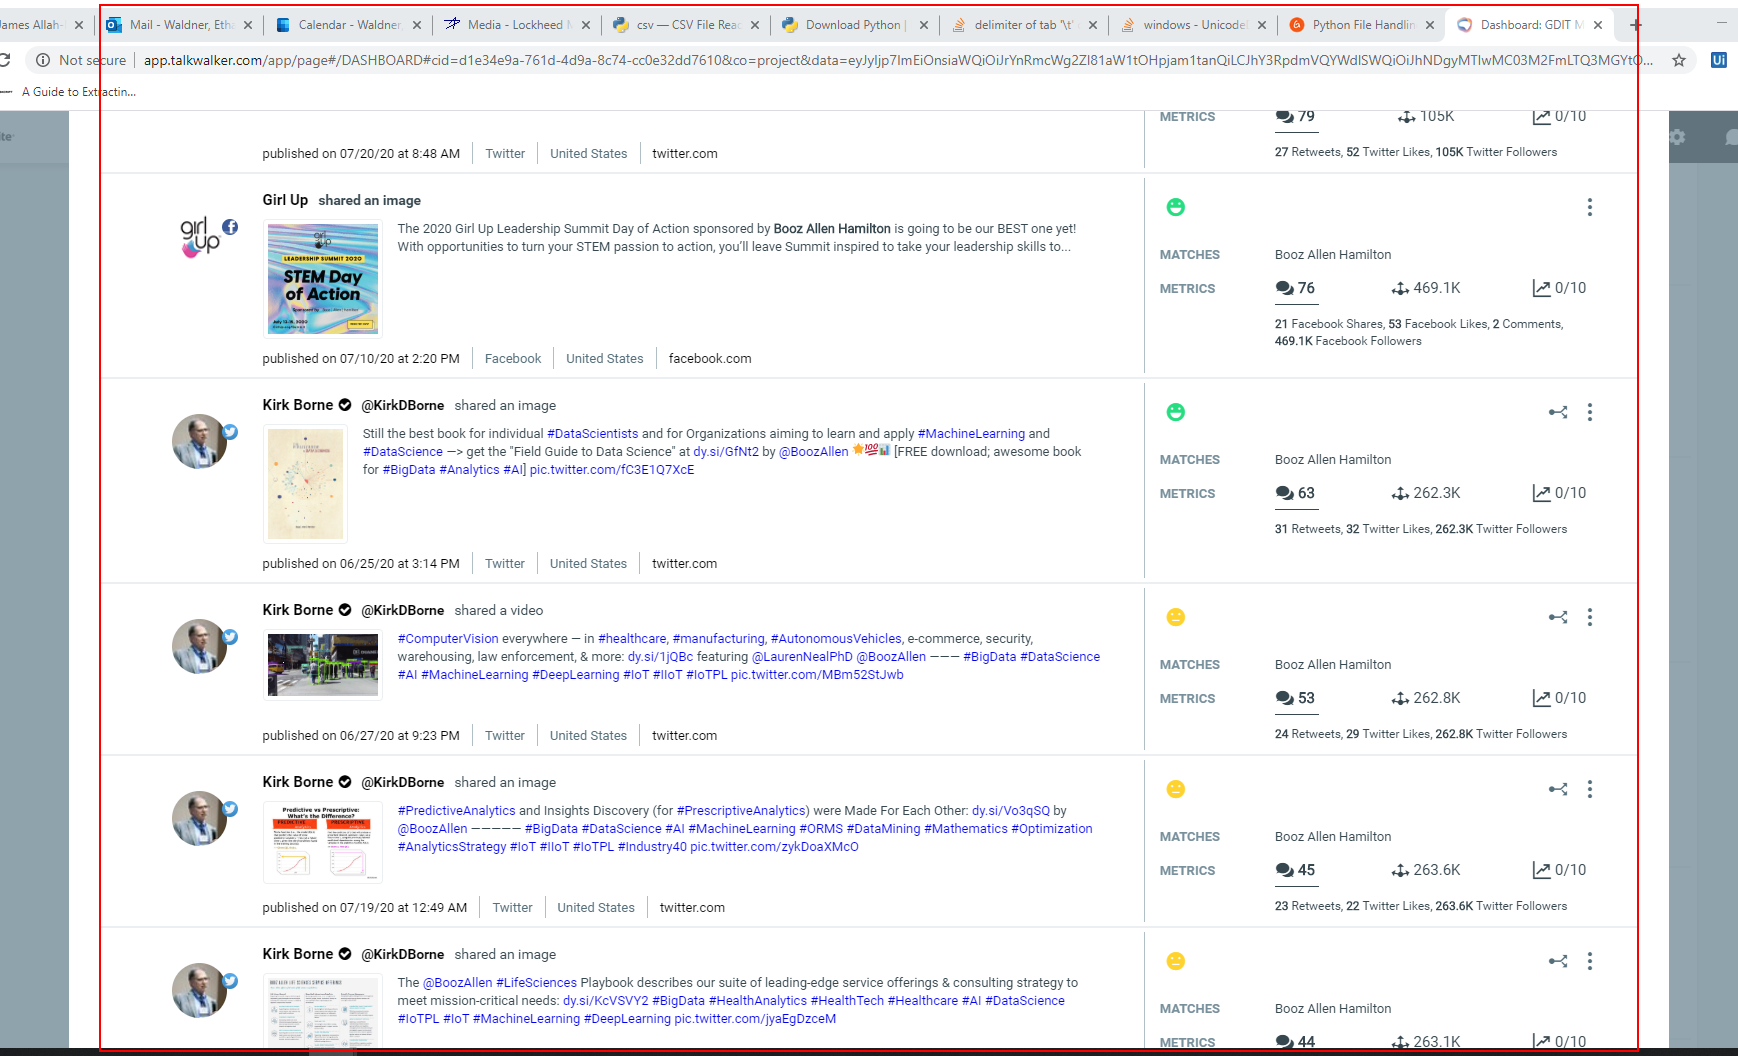 James Allah-
Mail - Waldner, Etha
Calendar - Waldner,
Media - Lockheed M
csv — CSV File Read
Download Python |
delimiter of tab '\t'
windows - Unicode
Python File Handlin
Dashboard: GDIT M
Not secure
A Guide to Extractin...
METRICS 79 105K 0/10
published on 07/20/20 at 8:48 AM Twitter United States twitter.com
27 Retweets, 52 Twitter Likes, 105K Twitter Followers
girl up
Girl Up shared an image
LEADERSHIP SUMMIT 2020
STEM Day
of Action
The 2020 Girl Up Leadership Summit Day of Action sponsored by Booz Allen Hamilton is going to be our BEST one yet!
With opportunities to turn your STEM passion to action, you'll leave Summit inspired to take your leadership skills to...
MATCHES Booz Allen Hamilton
METRICS 76 469.1K 0/10
21 Facebook Shares, 53 Facebook Likes, 2 Comments,
469.1K Facebook Followers
published on 07/10/20 at 2:20 PM Facebook United States facebook.com
Kirk Borne @KirkDBorne shared an image
Still the best book for individual #DataScientists and for Organizations aiming to learn and apply #MachineLearning and
#DataScience —> get the "Field Guide to Data Science" at dy.si/GfNt2 by @BoozAllen 🌟💯📊 [FREE download; awesome book
for #BigData #Analytics #AI] pic.twitter.com/fC3E1Q7XcE
MATCHES Booz Allen Hamilton
METRICS 63 262.3K 0/10
31 Retweets, 32 Twitter Likes, 262.3K Twitter Followers
published on 06/25/20 at 3:14 PM Twitter United States twitter.com
Kirk Borne @KirkDBorne shared a video
#ComputerVision everywhere — in #healthcare, #manufacturing, #AutonomousVehicles, e-commerce, security,
warehousing, law enforcement, & more: dy.si/1jQBc featuring @LaurenNealPhD @BoozAllen ——— #BigData #DataScience
#AI #MachineLearning #DeepLearning #IoT #IIoT #IoTPL pic.twitter.com/MBm52StJwb
MATCHES Booz Allen Hamilton
METRICS 53 262.8K 0/10
24 Retweets, 29 Twitter Likes, 262.8K Twitter Followers
published on 06/27/20 at 9:23 PM Twitter United States twitter.com
Kirk Borne @KirkDBorne shared an image
Predictive vs Prescriptive:
What's the Difference?
PREDICTIVE PRESCRIPTIVE
#PredictiveAnalytics and Insights Discovery (for #PrescriptiveAnalytics) were Made For Each Other: dy.si/Vo3qSQ by
@BoozAllen ————— #BigData #DataScience #AI #MachineLearning #ORMS #DataMining #Mathematics #Optimization
#AnalyticsStrategy #IoT #IIoT #IoTPL #Industry40 pic.twitter.com/zykDoaXMcO
MATCHES Booz Allen Hamilton
METRICS 45 263.6K 0/10
23 Retweets, 22 Twitter Likes, 263.6K Twitter Followers
published on 07/19/20 at 12:49 AM Twitter United States twitter.com
Kirk Borne @KirkDBorne shared an image
The @BoozAllen #LifeSciences Playbook describes our suite of leading-edge service offerings & consulting strategy to
meet mission-critical needs: dy.si/KcVSVY2 #BigData #HealthAnalytics #HealthTech #Healthcare #AI #DataScience
#IoTPL #IoT #MachineLearning #DeepLearning pic.twitter.com/jyaEgDzceM
MATCHES Booz Allen Hamilton
METRICS 44 263.1K 0/10